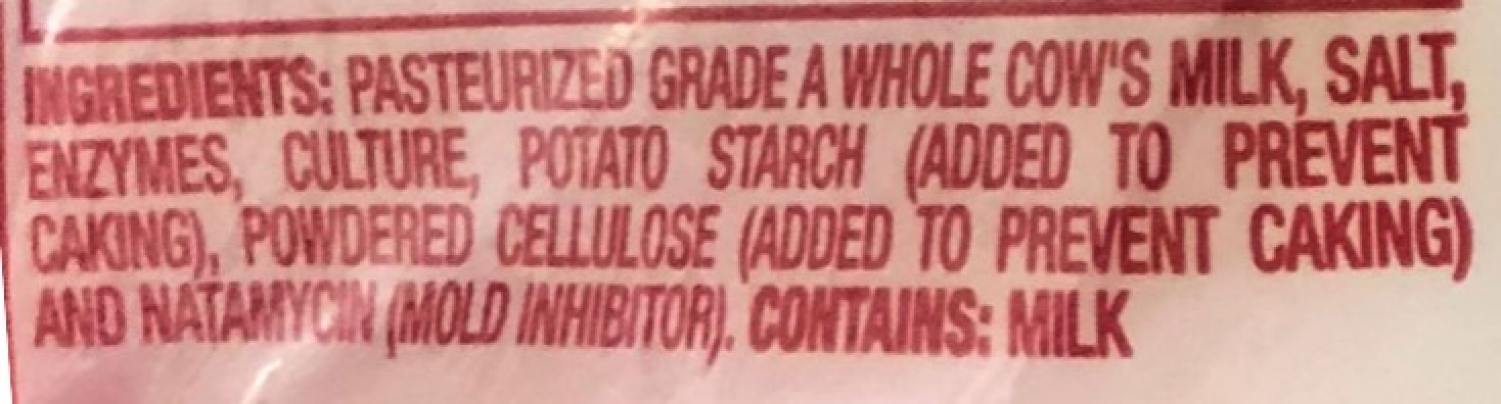 INGREDIENTS: PASTEURIZED GRADE A WHOLE COW'S MILK, SALT,
ENZYMES, CULTURE, POTATO STARCH (ADDED TO PREVENT
CAKING), POWDERED CELLULOSE (ADDED TO PREVENT CAKING)
AND NATAMYCIN (MOLD INHIBITOR). CONTAINS: MILK